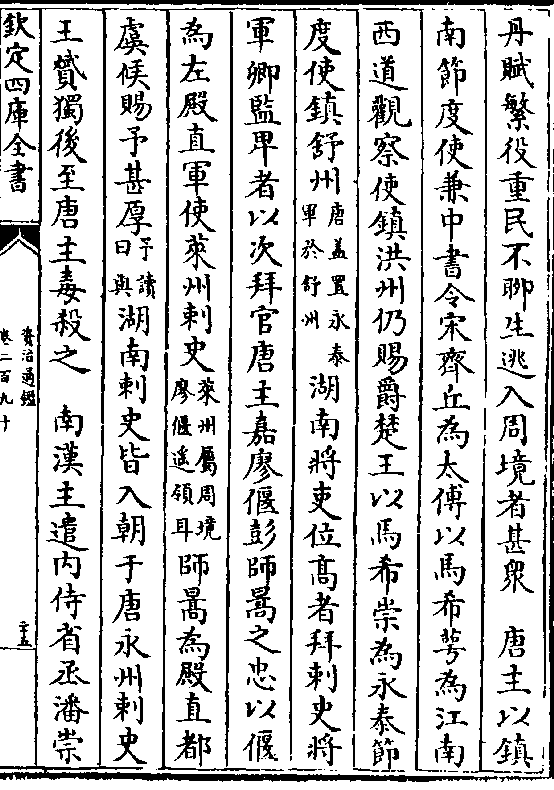 丹賦繁役重民不聊生逃入周境者甚衆　唐主以鎮
南節度使兼中書令宋齊丘為太傅以馬希萼為江南
西道觀察使鎮洪州仍賜爵楚王以馬希崇為永泰節
度使鎮舒州唐蓋置永泰軍於舒州湖南將吏位髙者拜刺史將
軍卿監卑者以次拜官唐主嘉廖偃彭師暠之忠以偃
為左殿直軍使萊州刺史萊州屬周境廖偃遥領耳師暠為殿直都
虞候賜予甚厚予讀曰與湖南刺史皆入朝于唐永州刺史
王贇獨後至唐主毒殺之　南漢主遣内侍省丞潘崇
欽定四庫全書
資治通鑑
卷二百九十
二十五